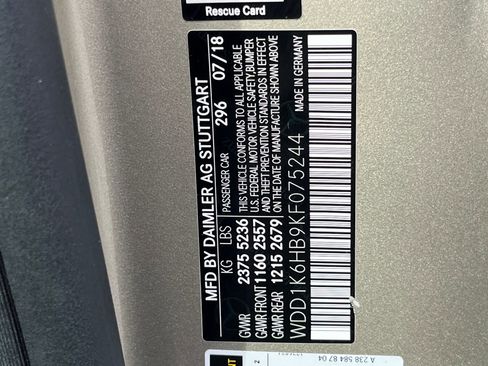 Rescue Card
MFD BY DAIMLER AG STUTTGART
PASSENGER CAR 296 07/18
KG LBS
GVWR 2375 5236
GAWR FRONT 1160 2557
GAWR REAR 1215 2679
THIS VEHICLE CONFORMS TO ALL APPLICABLE
U.S. FEDERAL MOTOR VEHICLE SAFETY, BUMPER
AND THEFT PREVENTION STANDARDS IN EFFECT
ON THE DATE OF MANUFACTURE SHOWN ABOVE
WDD1K6HB9KF075244
MADE IN GERMANY
A 238 584 87 04